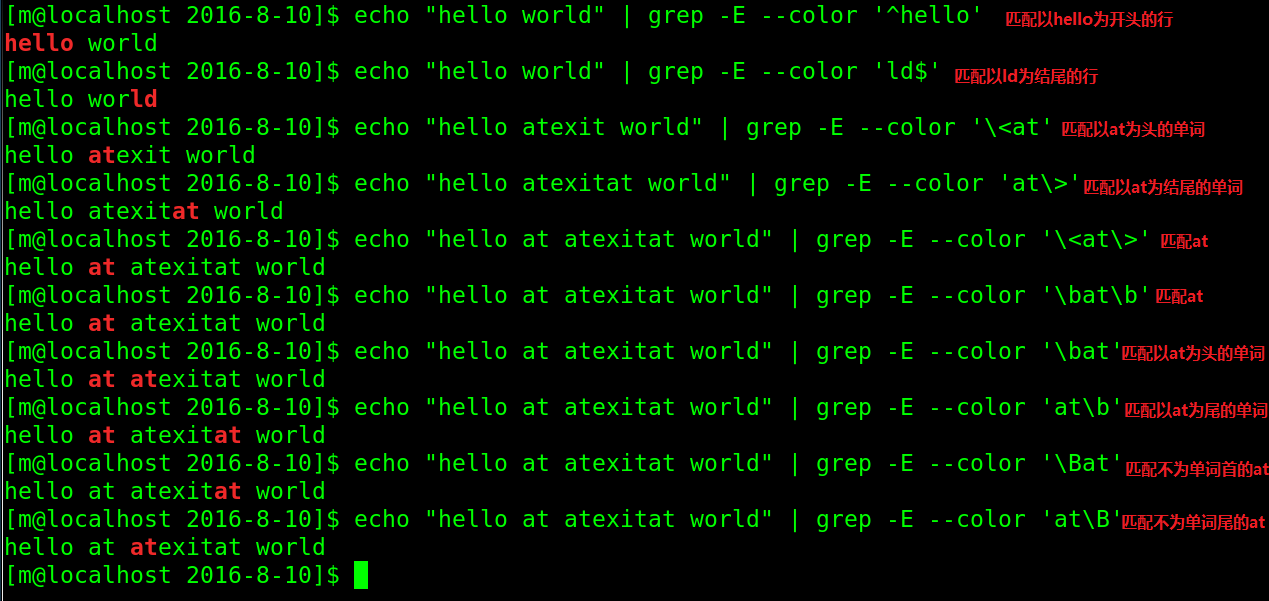 [m@localhost 2016-8-10]$ echo "hello world" | grep -E --color '^hello' 匹配以hello为开头的行
hello world
[m@localhost 2016-8-10]$ echo "hello world" | grep -E --color 'ld$' 匹配以ld为结尾的行
hello world
[m@localhost 2016-8-10]$ echo "hello atexit world" | grep -E --color '\<at' 匹配以at为头的单词
hello atexit world
[m@localhost 2016-8-10]$ echo "hello atexitat world" | grep -E --color 'at\>' 匹配以at为结尾的单词
hello atexitat world
[m@localhost 2016-8-10]$ echo "hello at atexitat world" | grep -E --color '\<at\>' 匹配at
hello at atexitat world
[m@localhost 2016-8-10]$ echo "hello at atexitat world" | grep -E --color '\bat\b' 匹配at
hello at atexitat world
[m@localhost 2016-8-10]$ echo "hello at atexitat world" | grep -E --color '\bat' 匹配以at为头的单词
hello at atexitat world
[m@localhost 2016-8-10]$ echo "hello at atexitat world" | grep -E --color 'at\b' 匹配以at为尾的单词
hello at atexitat world
[m@localhost 2016-8-10]$ echo "hello at atexitat world" | grep -E --color '\Bat' 匹配不为单词首的at
hello at atexitat world
[m@localhost 2016-8-10]$ echo "hello at atexitat world" | grep -E --color 'at\B' 匹配不为单词尾的at
hello at atexitat world
[m@localhost 2016-8-10]$